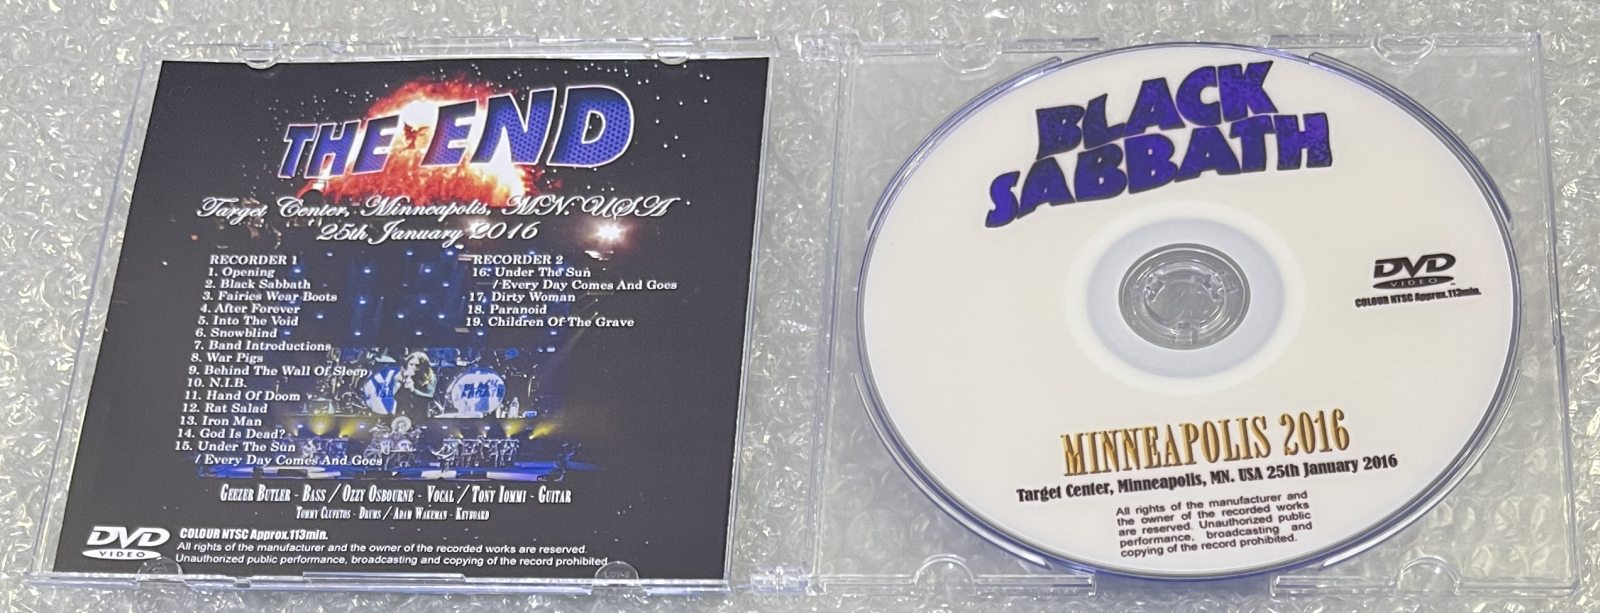 THE END
Target Center, Minneapolis, MN. USA
25th January 2016
RECORDER 1
1. Opening
2. Black Sabbath
3. Fairies Wear Boots
4. After Forever
5. Into The Void
6. Snowblind
7. Band Introductions
8. War Pigs
9. Behind The Wall Of Sleep
10. N.I.B.
11. Hand Of Doom
12. Rat Salad
13. Iron Man
14. God Is Dead?
15. Under The Sun
/ Every Day Comes And Goes
RECORDER 2
16. Under The Sun
/ Every Day Comes And Goes
17. Dirty Woman
18. Paranoid
19. Children Of The Grave
BLACK
SABBATH
Geezer Butler - Bass / Ozzy Osbourne - Vocal / Tony Iommi - Guitar
Tommy Clufetos - Drums / Adam Wakeman - Keyboard
DVD
VIDEO
COLOUR NTSC Approx.113min.
All rights of the manufacturer and the owner of the recorded works are reserved.
Unauthorized public performance, broadcasting and copying of the record prohibited
BLACK
SABBATH
DVD
VIDEO
COLOUR NTSC Approx.113min.
MINNEAPOLIS 2016
Target Center, Minneapolis, MN. USA 25th January 2016
All rights of the manufacturer and
the owner of the recorded works
are reserved. Unauthorized public
performance, broadcasting and
copying of the record prohibited.